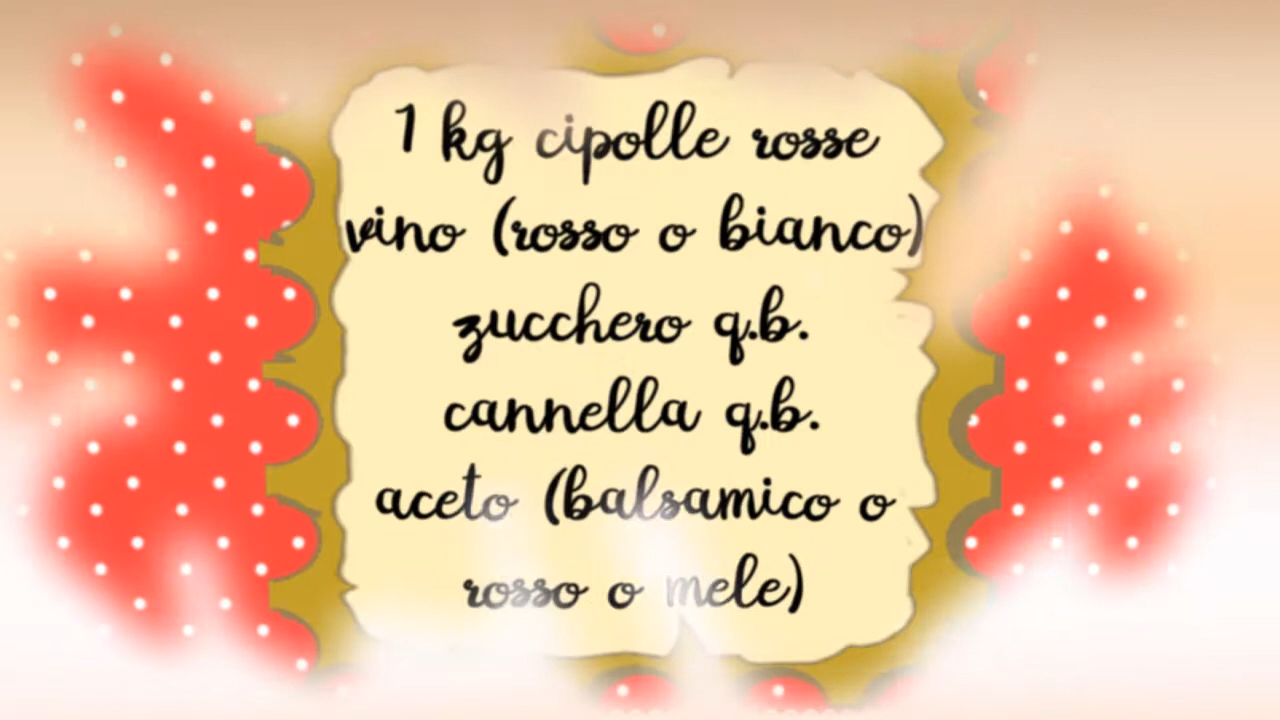 1 kg cipolle rosse
vino (rosso o bianco)
zucchero q.b.
cannella q.b.
aceto (balsamico o
rosso o mele)